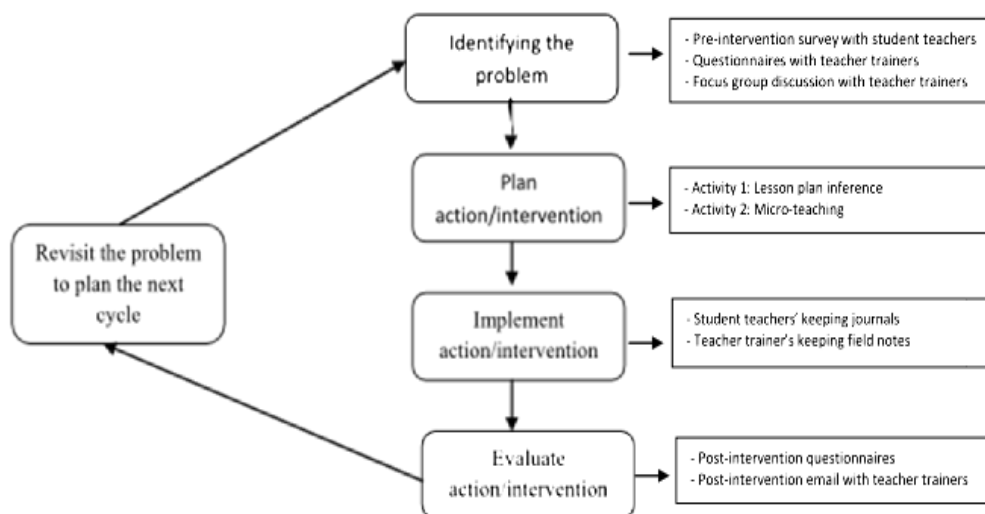 Identifying the
problem
- Pre-intervention survey with student teachers
- Questionnaires with teacher trainers
- Focus group discussion with teacher trainers
Plan
action/intervention
- Activity 1: Lesson plan inference
- Activity 2: Micro-teaching
Revisit the problem
to plan the next
cycle
Implement
action/intervention
- Student teachers' keeping journals
- Teacher trainer's keeping field notes
Evaluate
action/intervention
- Post-intervention questionnaires
- Post-intervention email with teacher trainers